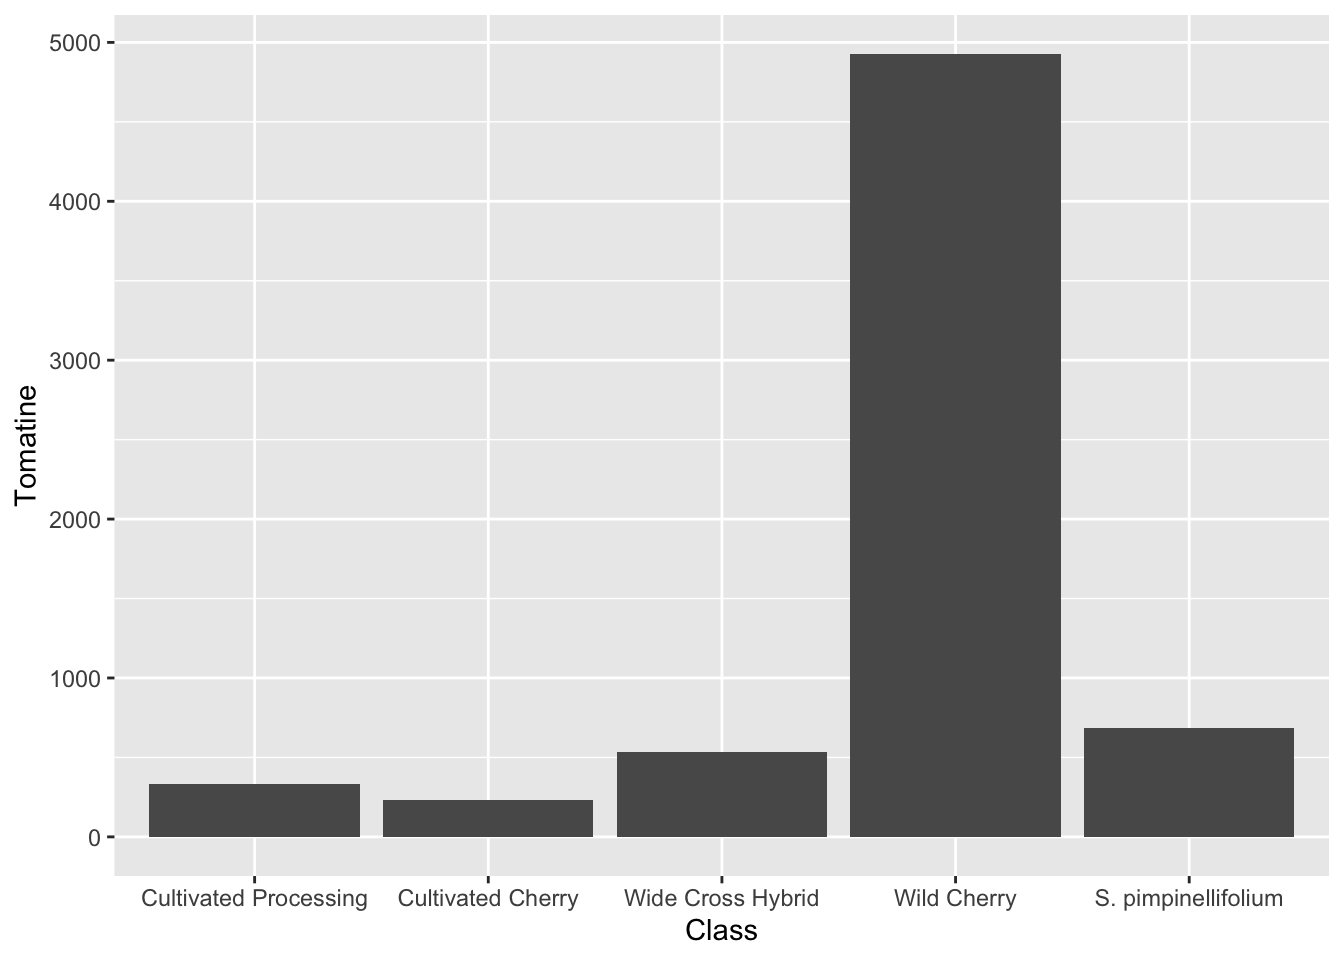 5000
4000
3000
2000
1000
0
Tomatine
Cultivated Processing
Cultivated Cherry
Wide Cross Hybrid
Wild Cherry
S. pimpinellifolium
Class